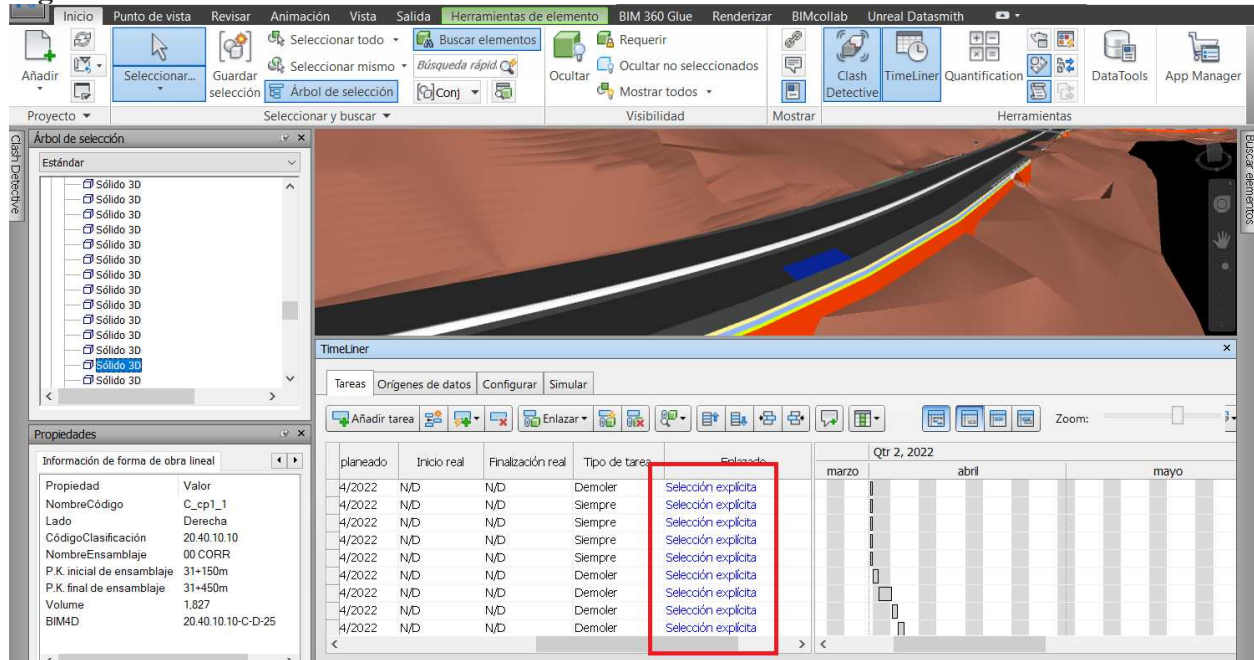 Inicio Punto de vista Revisar Animación Vista Salida Herramientas de elemento BIM 360 Glue Renderizar BIMcollab Unreal Datasmith
Añadir
Seleccionar...
Guardar selección
Seleccionar todo
Seleccionar mismo
Árbol de selección
Buscar elementos
Búsqueda rápid
Conj
Ocultar
Requerir
Ocultar no seleccionados
Mostrar todos
Clash Detective
TimeLiner
Quantification
DataTools
App Manager
Proyecto Seleccionar y buscar Visibilidad Mostrar Herramientas
Clash Detective
Árbol de selección
Estándar
Sólido 3D
Sólido 3D
Sólido 3D
Sólido 3D
Sólido 3D
Sólido 3D
Sólido 3D
Sólido 3D
Sólido 3D
Sólido 3D
Sólido 3D
Sólido 3D
Sólido 3D
Sólido 3D
Propiedades
Información de forma de obra lineal
Propiedad Valor
NombreCódigo C_cp1_1
Lado Derecha
CódigoClasificación 20.40.10.10
NombreEnsamblaje 00 CORR
P.K. inicial de ensamblaje 31+150m
P.K. final de ensamblaje 31+450m
Volume 1,827
BIM4D 20.40.10.10-C-D-25
Buscar elementos
TimeLiner
Tareas Orígenes de datos Configurar Simular
Añadir tarea Enlazar Zoom:
planeado Inicio real Finalización real Tipo de tarea Enlazado
Qtr 2, 2022
marzo abril mayo
4/2022 N/D N/D Demoler Selección explícita
4/2022 N/D N/D Siempre Selección explícita
4/2022 N/D N/D Siempre Selección explícita
4/2022 N/D N/D Siempre Selección explícita
4/2022 N/D N/D Siempre Selección explícita
4/2022 N/D N/D Demoler Selección explícita
4/2022 N/D N/D Demoler Selección explícita
4/2022 N/D N/D Demoler Selección explícita
4/2022 N/D N/D Demoler Selección explícita